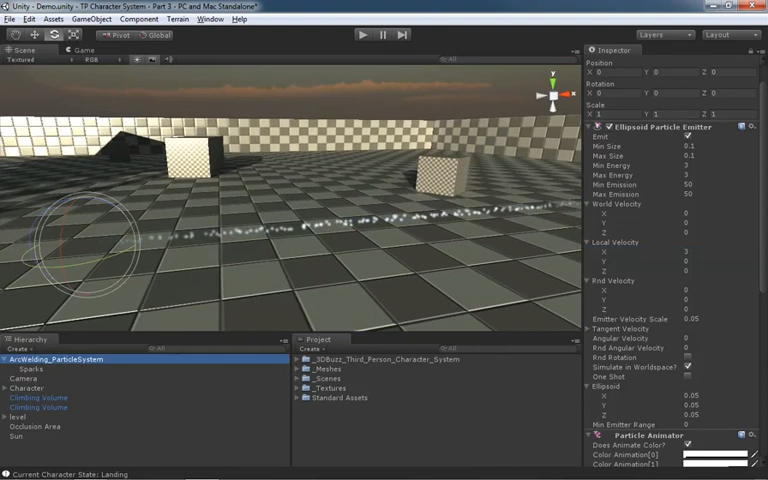 Unity - Demo.unity - TP Character System - Part 3 - PC and Mac Standalone*
File Edit Assets GameObject Component Terrain Window Help
Pivot Global Layers Layout
Scene Game
Textured RGB All
y
x
Inspector
Position
X 0 Y 0 Z 0
Rotation
X 0 Y 0 Z 0
Scale
X 1 Y 1 Z 1
Ellipsoid Particle Emitter
Emit
Min Size 0.1
Max Size 0.1
Min Energy 3
Max Energy 3
Min Emission 50
Max Emission 50
World Velocity
X 0
Y 0
Z 0
Local Velocity
X 3
Y 0
Z 0
Rnd Velocity
X 0
Y 0
Z 0
Emitter Velocity Scale 0.05
Tangent Velocity
Angular Velocity 0
Rnd Angular Velocity 0
Rnd Rotation
Simulate in Worldspace?
One Shot
Ellipsoid
X 0.05
Y 0.05
Z 0.05
Min Emitter Range 0
Particle Animator
Does Animate Color?
Color Animation[0]
Color Animation[1]
Hierarchy
Create All
ArcWelding_ParticleSystem
Sparks
Camera
Character
Climbing Volume
Climbing Volume
level
Occlusion Area
Sun
Project
Create All
_3DBuzz_Third_Person_Character_System
_Meshes
_Scenes
_Textures
Standard Assets
Current Character State: Landing